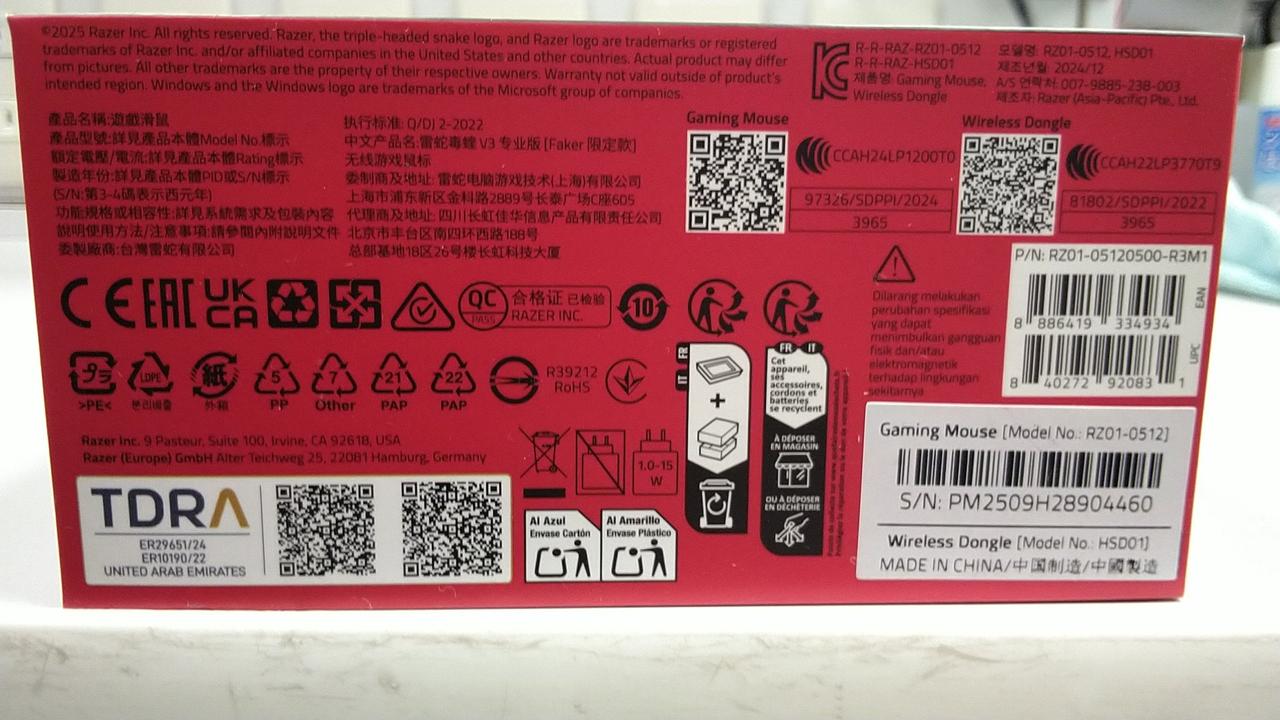 ©2025 Razer Inc. All rights reserved. Razer, the triple-headed snake logo, and Razer logo are trademarks or registered
trademarks of Razer Inc. and/or affiliated companies in the United States and other countries. Actual product may differ
from pictures. All other trademarks are the property of their respective owners. Warranty not valid outside of product's
intended region. Windows and the Windows logo are trademarks of the Microsoft group of companies.
R-R-RAZ-RZ01-0512
R-R-RAZ-HSD01
제품명: Gaming Mouse,
Wireless Dongle
모델명: RZ01-0512, HSD01
제조년월: 2024/12
A/S 연락처: 007-9885-238-003
제조자: Razer (Asia-Pacific) Pte., Ltd.
產品名稱:遊戲滑鼠
產品型號:詳見產品本體Model No.標示
額定電壓/電流:詳見產品本體Rating標示
製造年份:詳見產品本體PID或S/N標示
(S/N:第3-4碼表示西元年)
功能規格或相容性:詳見系統需求及包裝內容
說明使用方法/注意事項:請參閱內附說明文件
委製廠商:台灣雷蛇有限公司
执行标准: Q/DJ 2-2022
中文产品名:雷蛇毒蝰 V3 专业版 [Faker 限定款]
无线游戏鼠标
委制商及地址: 雷蛇电脑游戏技术(上海)有限公司
上海市浦东新区金科路2889号长泰广场C座605
代理商及地址: 四川长虹佳华信息产品有限责任公司
北京市丰台区南四环西路188号
总部基地18区26号楼长虹科技大厦
Gaming Mouse
CCAH24LP1200T0
97326/SDPPI/2024
3965
Wireless Dongle
CCAH22LP3770T9
81802/SDPPI/2022
3965
Dilarang melakukan
perubahan spesifikasi
yang dapat
menimbulkan gangguan
fisik dan/atau
elektromagnetik
terhadap lingkungan
sekitarnya
P/N: RZ01-05120500-R3M1
8 886419 334934
EAN
8 40272 92083 1
UPC
CE EAC UK
CA
QC
PASS
合格证 已检验
RAZER INC.
10
プラ
>PE<
LDPE
분리배출
紙
外箱
5
PP
7
Other
21
PAP
22
PAP
R39212
RoHS
FR
IT
+
FR IT
Cet
appareil,
ses
accessoires,
cordons et
batteries
se recyclent
À DÉPOSER
EN MAGASIN
OU À DÉPOSER
EN DÉCHÈTERIE
Razer Inc. 9 Pasteur, Suite 100, Irvine, CA 92618, USA
Razer (Europe) GmbH Alter Teichweg 25, 22081 Hamburg, Germany
1.0-15
W
TDRA
ER29651/24
ER10190/22
UNITED ARAB EMIRATES
Al Azul
Envase Cartón
Al Amarillo
Envase Plástico
Gaming Mouse [Model No.: RZ01-0512]
S/N: PM2509H28904460
Wireless Dongle [Model No.: HSD01]
MADE IN CHINA/中国制造/中國製造